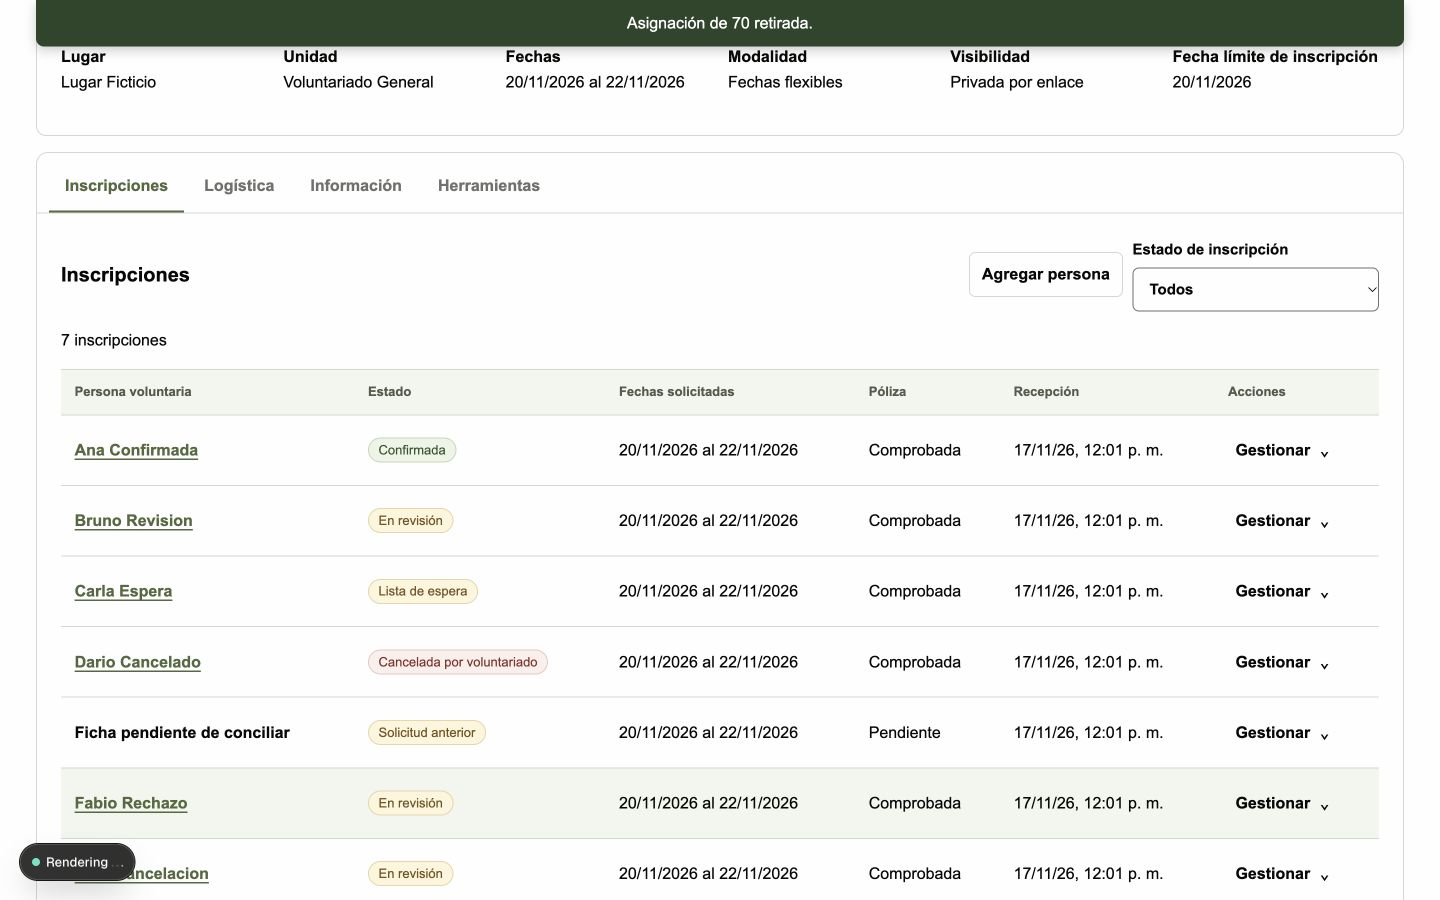 Asignación de 70 retirada.
Lugar Unidad Fechas Modalidad Visibilidad Fecha límite de inscripción
Lugar Ficticio Voluntariado General 20/11/2026 al 22/11/2026 Fechas flexibles Privada por enlace 20/11/2026
Inscripciones Logística Información Herramientas
Estado de inscripción
Inscripciones Agregar persona Todos
7 inscripciones
Persona voluntaria Estado Fechas solicitadas Póliza Recepción Acciones
Ana Confirmada Confirmada 20/11/2026 al 22/11/2026 Comprobada 17/11/26, 12:01 p. m. Gestionar
Bruno Revision En revisión 20/11/2026 al 22/11/2026 Comprobada 17/11/26, 12:01 p. m. Gestionar
Carla Espera Lista de espera 20/11/2026 al 22/11/2026 Comprobada 17/11/26, 12:01 p. m. Gestionar
Dario Cancelado Cancelada por voluntariado 20/11/2026 al 22/11/2026 Comprobada 17/11/26, 12:01 p. m. Gestionar
Ficha pendiente de conciliar Solicitud anterior 20/11/2026 al 22/11/2026 Pendiente 17/11/26, 12:01 p. m. Gestionar
Fabio Rechazo En revisión 20/11/2026 al 22/11/2026 Comprobada 17/11/26, 12:01 p. m. Gestionar
Rendering ...
En revisión 20/11/2026 al 22/11/2026 Comprobada 17/11/26, 12:01 p. m. Gestionar